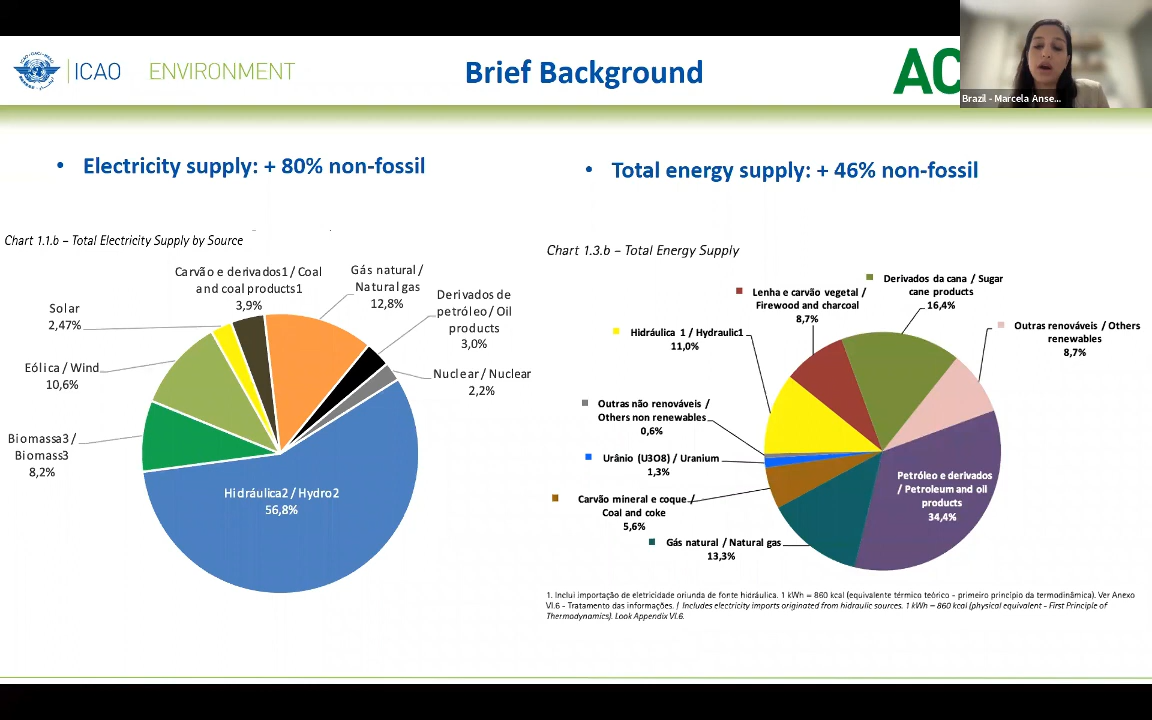 ICAO
ENVIRONMENT
Brief Background
AC
Brazil - Marcela Anse...
• Electricity supply: + 80% non-fossil
Chart 1.1.b – Total Electricity Supply by Source
Carvão e derivados1 / Coal
and coal products1
3,9%
Gás natural /
Natural gas
12,8%
Derivados de
petróleo / Oil
products
3,0%
Solar
2,47%
Eólica / Wind
10,6%
Nuclear / Nuclear
2,2%
Biomassa3 /
Biomass3
8,2%
Hidráulica2 / Hydro2
56,8%
• Total energy supply: + 46% non-fossil
Chart 1.3.b – Total Energy Supply
Derivados da cana / Sugar
cane products
16,4%
Lenha e carvão vegetal /
Firewood and charcoal
8,7%
Outras renováveis / Others
renewables
8,7%
Hidráulica 1 / Hydraulic1
11,0%
Outras não renováveis /
Others non renewables
0,6%
Urânio (U3O8) / Uranium
1,3%
Petróleo e derivados
/ Petroleum and oil
products
34,4%
Carvão mineral e coque /
Coal and coke
5,6%
Gás natural / Natural gas
13,3%
1. Inclui importação de eletricidade oriunda de fonte hidráulica. 1 kWh = 860 kcal (equivalente térmico teórico - primeiro princípio da termodinâmica). Ver Anexo
VI.6 - Tratamento das informações. / Includes electricity imports originated from hydraulic sources. 1 kWh = 860 kcal (physical equivalent - First Principle of
Thermodynamics). Look Appendix VI.6.